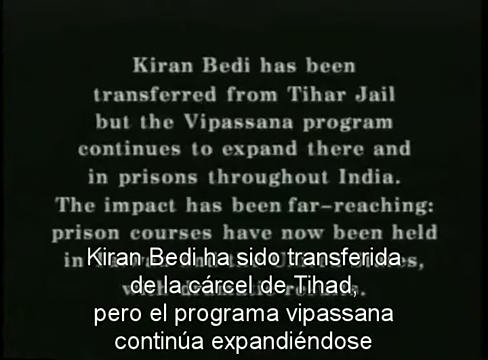 Kiran Bedi has been
transferred from Tihar Jail
but the Vipassana program
continues to expand there and
in prisons throughout India.
The impact has been far-reaching:
prison courses have now been held
in
Kiran Bedi ha sido transferida
de la cárcel de Tihad,
pero el programa vipassana
continúa expandiéndose